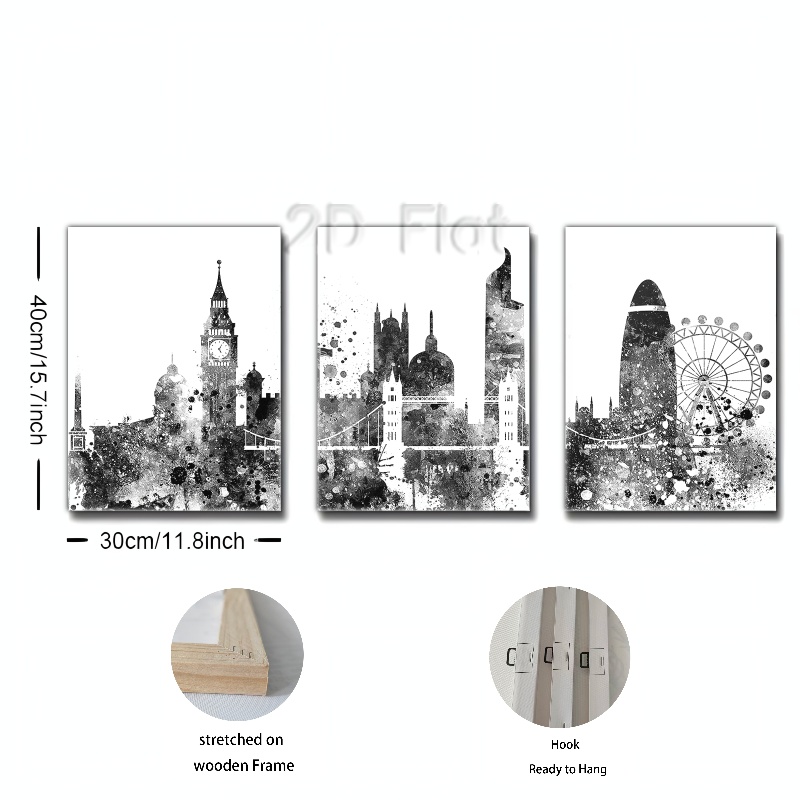 2D Flat
40cm/15.7inch
30cm/11.8inch
stretched on
wooden Frame
Hook
Ready to Hang